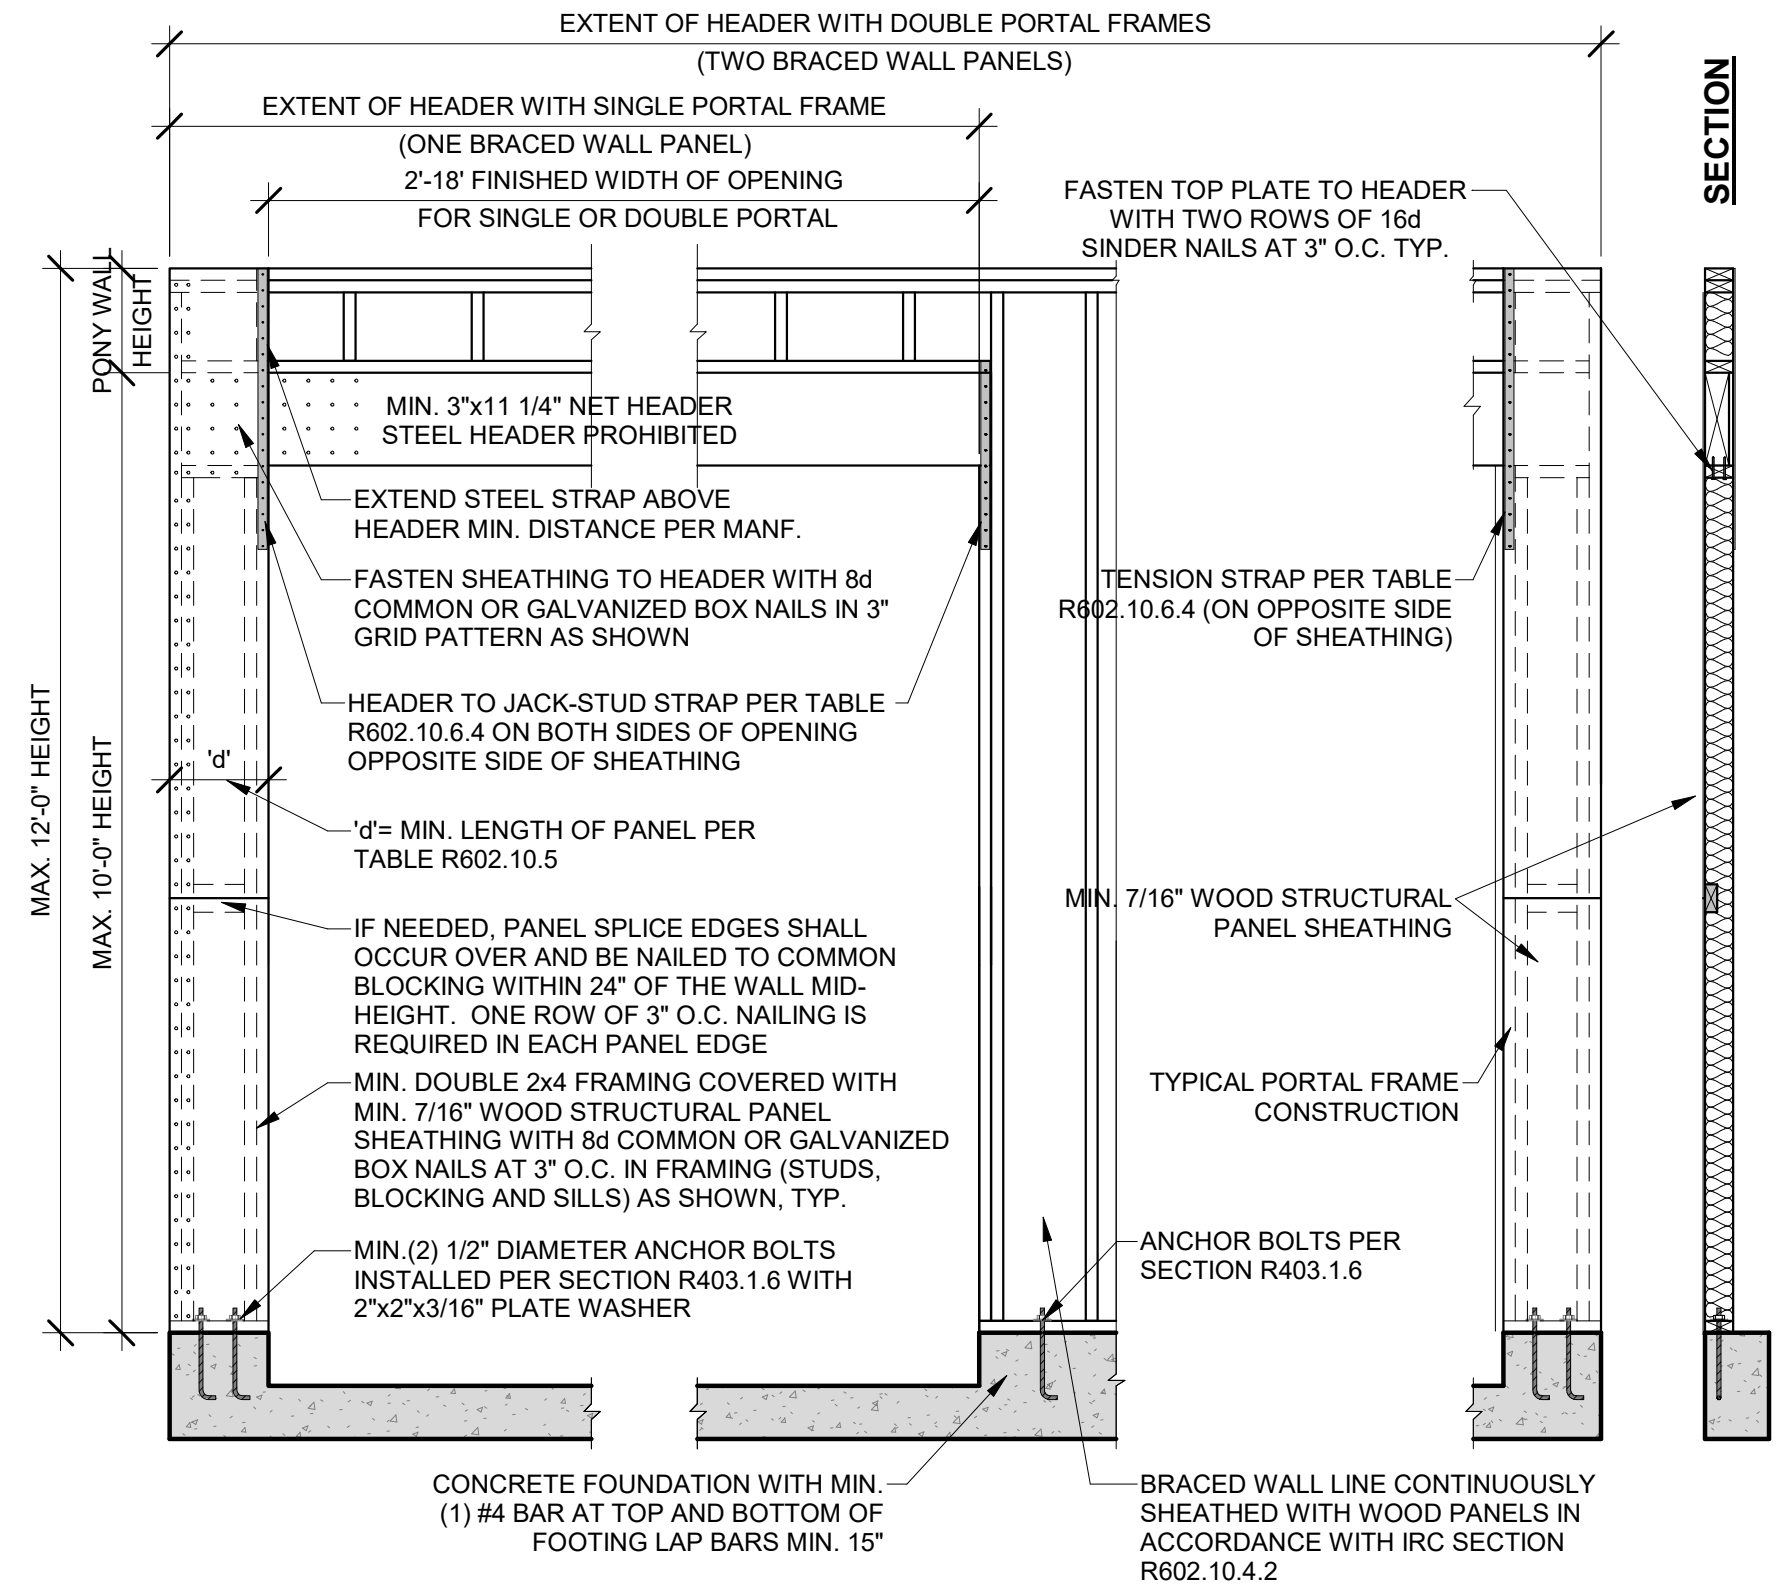 EXTENT OF HEADER WITH DOUBLE PORTAL FRAMES
(TWO BRACED WALL PANELS)
SECTION
EXTENT OF HEADER WITH SINGLE PORTAL FRAME
(ONE BRACED WALL PANEL)
2'-18' FINISHED WIDTH OF OPENING
FOR SINGLE OR DOUBLE PORTAL
FASTEN TOP PLATE TO HEADER
WITH TWO ROWS OF 16d
SINDER NAILS AT 3" O.C. TYP.
PONY WALL
HEIGHT
MIN. 3"x11 1/4" NET HEADER
STEEL HEADER PROHIBITED
EXTEND STEEL STRAP ABOVE
HEADER MIN. DISTANCE PER MANF.
FASTEN SHEATHING TO HEADER WITH 8d
COMMON OR GALVANIZED BOX NAILS IN 3"
GRID PATTERN AS SHOWN
TENSION STRAP PER TABLE
R602.10.6.4 (ON OPPOSITE SIDE
OF SHEATHING)
HEADER TO JACK-STUD STRAP PER TABLE
R602.10.6.4 ON BOTH SIDES OF OPENING
OPPOSITE SIDE OF SHEATHING
MAX. 12'-0" HEIGHT
MAX. 10'-0" HEIGHT
'd'
'd'= MIN. LENGTH OF PANEL PER
TABLE R602.10.5
MIN. 7/16" WOOD STRUCTURAL
PANEL SHEATHING
IF NEEDED, PANEL SPLICE EDGES SHALL
OCCUR OVER AND BE NAILED TO COMMON
BLOCKING WITHIN 24" OF THE WALL MID-
HEIGHT. ONE ROW OF 3" O.C. NAILING IS
REQUIRED IN EACH PANEL EDGE
MIN. DOUBLE 2x4 FRAMING COVERED WITH
MIN. 7/16" WOOD STRUCTURAL PANEL
SHEATHING WITH 8d COMMON OR GALVANIZED
BOX NAILS AT 3" O.C. IN FRAMING (STUDS,
BLOCKING AND SILLS) AS SHOWN, TYP.
TYPICAL PORTAL FRAME
CONSTRUCTION
MIN.(2) 1/2" DIAMETER ANCHOR BOLTS
INSTALLED PER SECTION R403.1.6 WITH
2"x2"x3/16" PLATE WASHER
ANCHOR BOLTS PER
SECTION R403.1.6
CONCRETE FOUNDATION WITH MIN.
(1) #4 BAR AT TOP AND BOTTOM OF
FOOTING LAP BARS MIN. 15"
BRACED WALL LINE CONTINUOUSLY
SHEATHED WITH WOOD PANELS IN
ACCORDANCE WITH IRC SECTION
R602.10.4.2